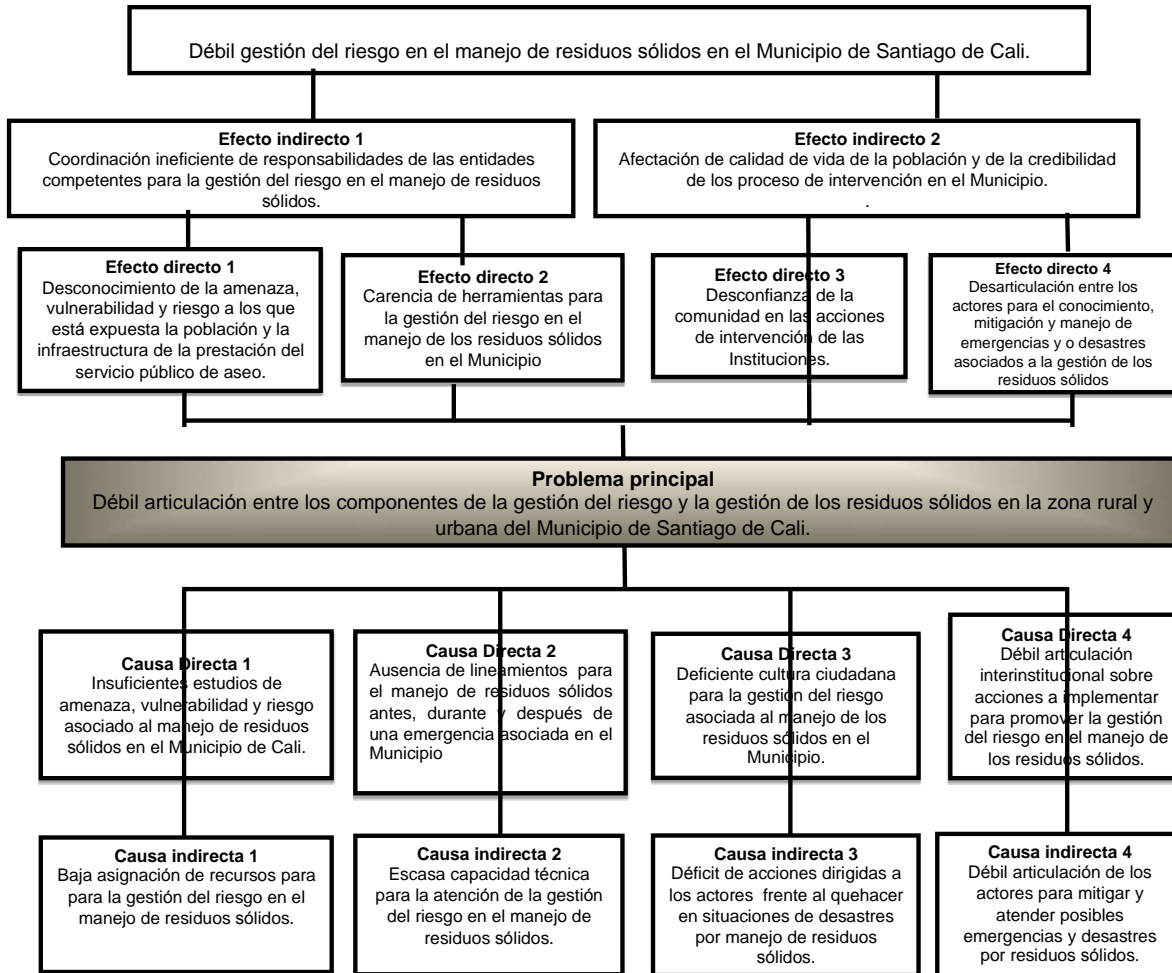 Débil gestión del riesgo en el manejo de residuos sólidos en el Municipio de Santiago de Cali.
Efecto indirecto 1
Coordinación ineficiente de responsabilidades de las entidades
competentes para la gestión del riesgo en el manejo de residuos
sólidos.
Efecto indirecto 2
Afectación de calidad de vida de la población y de la credibilidad
de los proceso de intervención en el Municipio.
.
Efecto directo 1
Desconocimiento de la amenaza,
vulnerabilidad y riesgo a los que
está expuesta la población y la
infraestructura de la prestación del
servicio público de aseo.
Efecto directo 2
Carencia de herramientas para
la gestión del riesgo en el
manejo de los residuos sólidos
en el Municipio
Efecto directo 3
Desconfianza de la
comunidad en las acciones
de intervención de las
Instituciones.
Efecto directo 4
Desarticulación entre los
actores para el conocimiento,
mitigación y manejo de
emergencias y o desastres
asociados a la gestión de los
residuos sólidos
Problema principal
Débil articulación entre los componentes de la gestión del riesgo y la gestión de los residuos sólidos en la zona rural y
urbana del Municipio de Santiago de Cali.
Causa Directa 1
Insuficientes estudios de
amenaza, vulnerabilidad y riesgo
asociado al manejo de residuos
sólidos en el Municipio de Cali.
Causa Directa 2
Ausencia de lineamientos para
el manejo de residuos sólidos
antes, durante y después de
una emergencia asociada en el
Municipio
Causa Directa 3
Deficiente cultura ciudadana
para la gestión del riesgo
asociada al manejo de los
residuos sólidos en el
Municipio.
Causa Directa 4
Débil articulación
interinstitucional sobre
acciones a implementar
para promover la gestión
del riesgo en el manejo de
los residuos sólidos.
Causa indirecta 1
Baja asignación de recursos para
para la gestión del riesgo en el
manejo de residuos sólidos.
Causa indirecta 2
Escasa capacidad técnica
para la atención de la gestión
del riesgo en el manejo de
residuos sólidos.
Causa indirecta 3
Déficit de acciones dirigidas a
los actores frente al quehacer
en situaciones de desastres
por manejo de residuos
sólidos.
Causa indirecta 4
Débil articulación de los
actores para mitigar y
atender posibles
emergencias y desastres
por residuos sólidos.